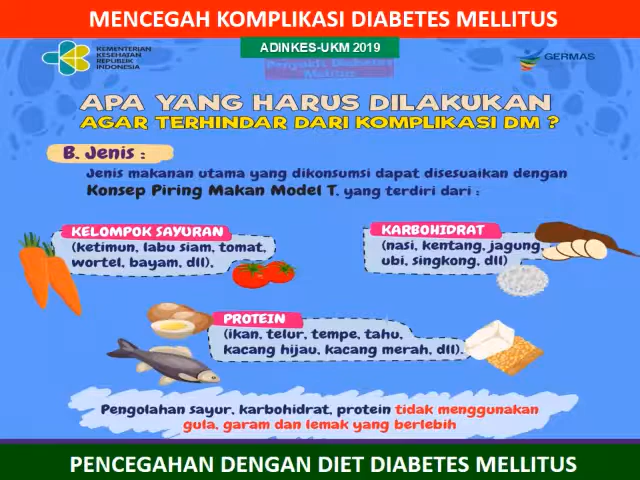 MENCEGAH KOMPLIKASI DIABETES MELLITUS
ADINKES-UKM 2019
KEMENTERIAN
KESEHATAN
REPUBLIK
INDONESIA
GERMAS
Penyakit Diabetes
Melitus
APA YANG HARUS DILAKUKAN
AGAR TERHINDAR DARI KOMPLIKASI DM ?
B. Jenis :
Jenis makanan utama yang dikonsumsi dapat disesuaikan dengan
Konsep Piring Makan Model T, yang terdiri dari :
KELOMPOK SAYURAN
(ketimun, labu siam, tomat,
wortel, bayam, dll),
KARBOHIDRAT
(nasi, kentang, jagung,
ubi, singkong, dll)
PROTEIN
(ikan, telur, tempe, tahu,
kacang hijau, kacang merah, dll).
Pengolahan sayur, karbohidrat, protein tidak menggunakan
gula, garam dan lemak yang berlebih
PENCEGAHAN DENGAN DIET DIABETES MELLITUS